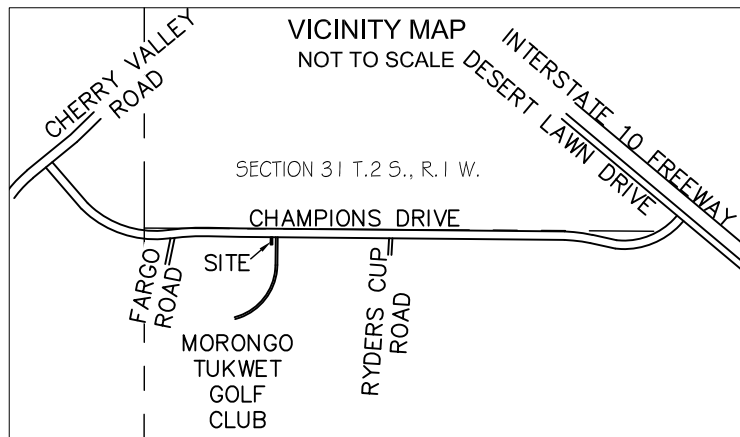 VICINITY MAP
NOT TO SCALE
CHERRY VALLEY
ROAD
INTERSTATE 10 FREEWAY
DESERT LAWN DRIVE
SECTION 31 T.2 S., R.1 W.
CHAMPIONS DRIVE
SITE
FARGO
ROAD
RYDERS CUP
ROAD
MORONGO
TUKWET
GOLF
CLUB